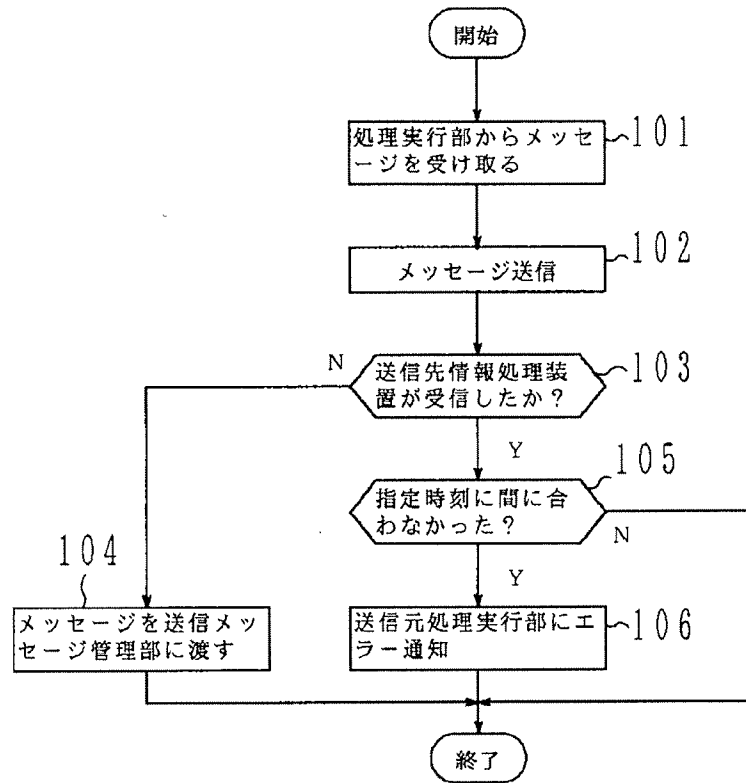 開始
処理実行部からメッセ
ージを受け取る
101
メッセージ送信
102
N
送信先情報処理装
置が受信したか？
103
Y
指定時刻に間に合
わなかった？
105
N
104
Y
メッセージを送信メッ
セージ管理部に渡す
送信元処理実行部にエ
ラー通知
106
終了